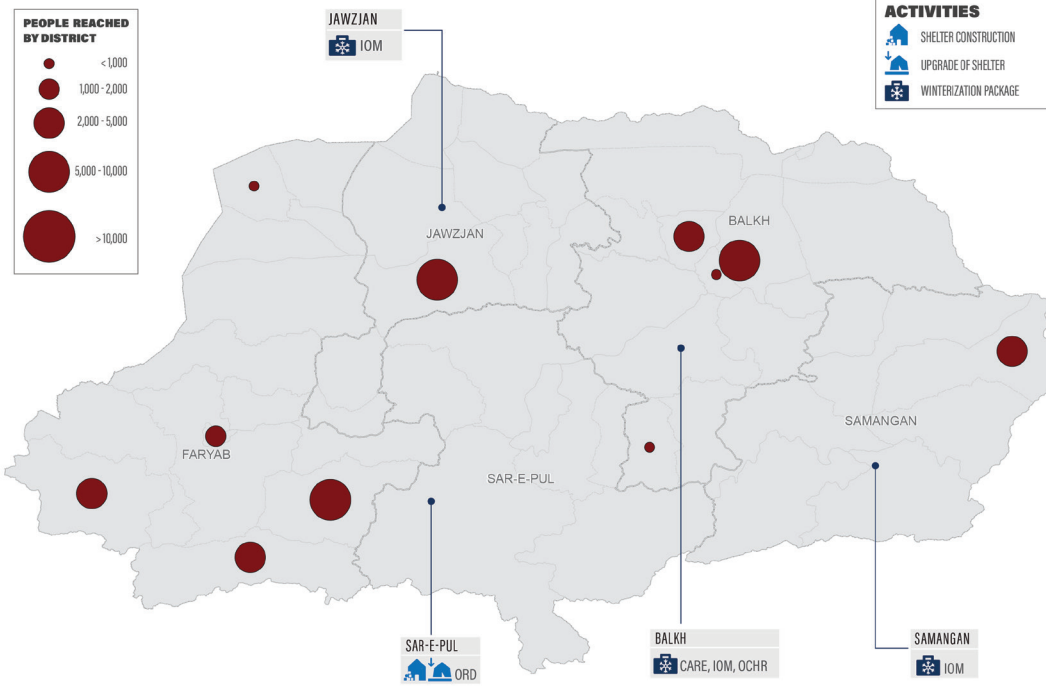 PEOPLE REACHED
BY DISTRICT
< 1,000
1,000 - 2,000
2,000 - 5,000
5,000 - 10,000
> 10,000
JAWZJAN
IOM
ACTIVITIES
SHELTER CONSTRUCTION
UPGRADE OF SHELTER
WINTERIZATION PACKAGE
BALKH
JAWZJAN
SAMANGAN
FARYAB
SAR-E-PUL
SAR-E-PUL
ORD
BALKH
CARE, IOM, OCHR
SAMANGAN
IOM